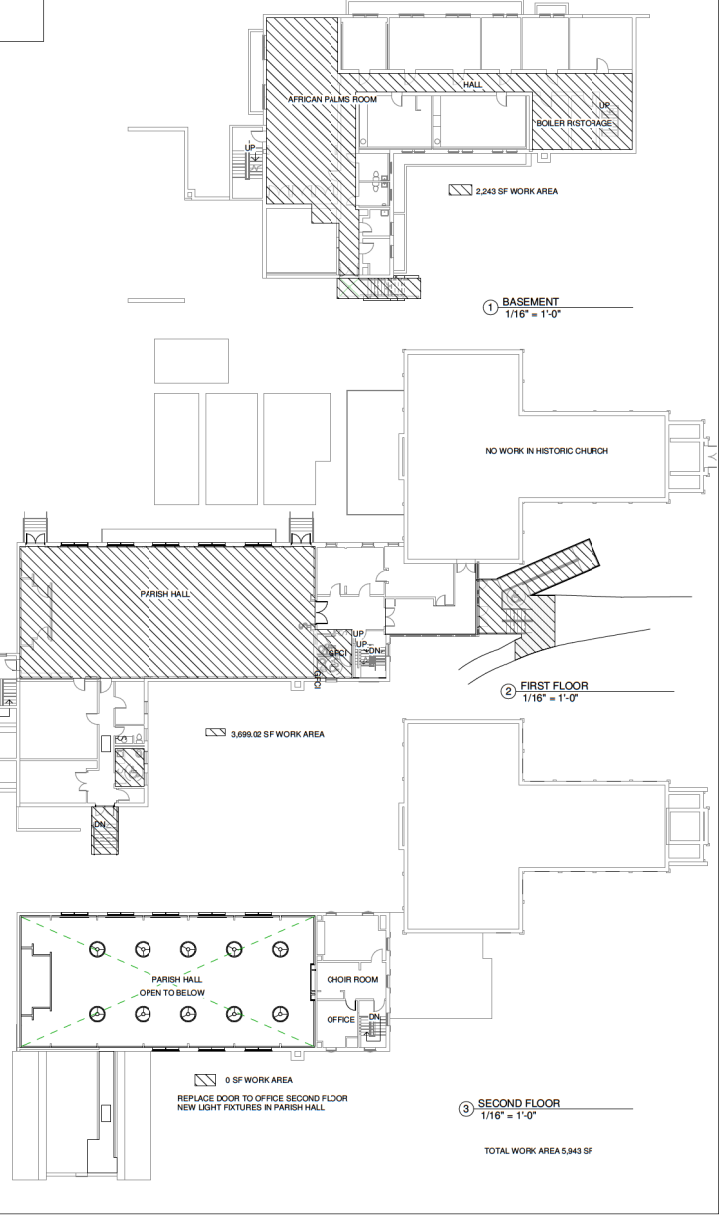 HALL
AFRICAN PALMS ROOM
UP
BOILER R
STORAGE
UP
2,243 SF WORK AREA
1 BASEMENT
1/16" = 1'-0"
NO WORK IN HISTORIC CHURCH
PARISH HALL
UP
UP
DN
GFCI
GFCI
2 FIRST FLOOR
1/16" = 1'-0"
3,699.02 SF WORK AREA
DN
PARISH HALL
OPEN TO BELOW
CHOIR ROOM
OFFICE
DN
0 SF WORK AREA
REPLACE DOOR TO OFFICE SECOND FLOOR
NEW LIGHT FIXTURES IN PARISH HALL
3 SECOND FLOOR
1/16" = 1'-0"
TOTAL WORK AREA 5,943 SF